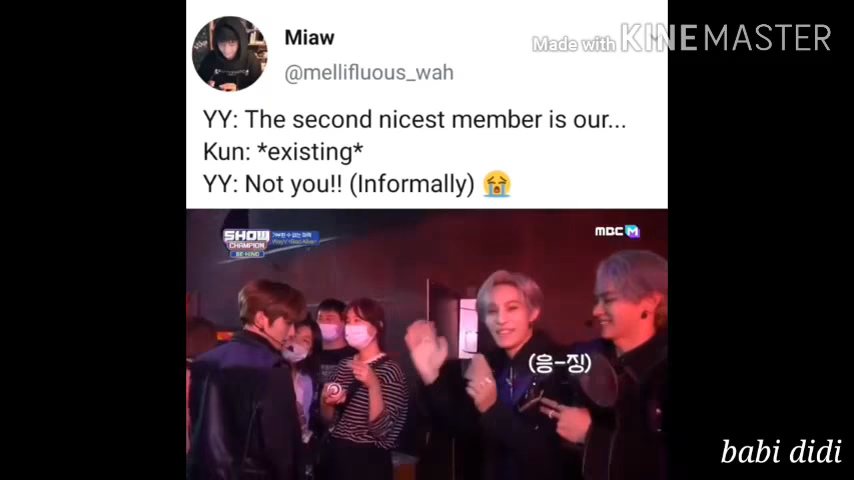 Miaw
Made with KINEMASTER
@mellifluous_wah
YY: The second nicest member is our...
Kun: *existing*
YY: Not you!! (Informally) 😭
SHOW
CHAMPION
BE-HIND
MBC M
(응-징)
babi didi